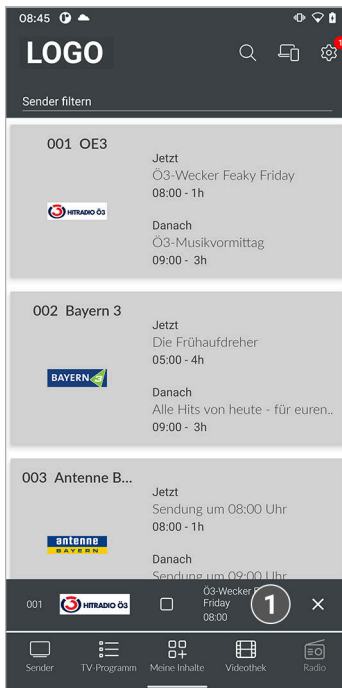 08:45
LOGO
1
Sender filtern
001 OE3
Jetzt
Ö3-Wecker Feaky Friday
08:00 - 1h
3 HITRADIO Ö3
Danach
Ö3-Musikvormittag
09:00 - 3h
002 Bayern 3
Jetzt
Die Frühaufdreher
05:00 - 4h
BAYERN 3
Danach
Alle Hits von heute - für euren..
09:00 - 3h
003 Antenne B...
Jetzt
Sendung um 08:00 Uhr
08:00 - 1h
antenne
BAYERN
Danach
Sendung um 09:00 Uhr
001
3 HITRADIO Ö3
Ö3-Wecker
Friday
08:00
1
Sender
TV-Programm
Meine Inhalte
Videothek
Radio